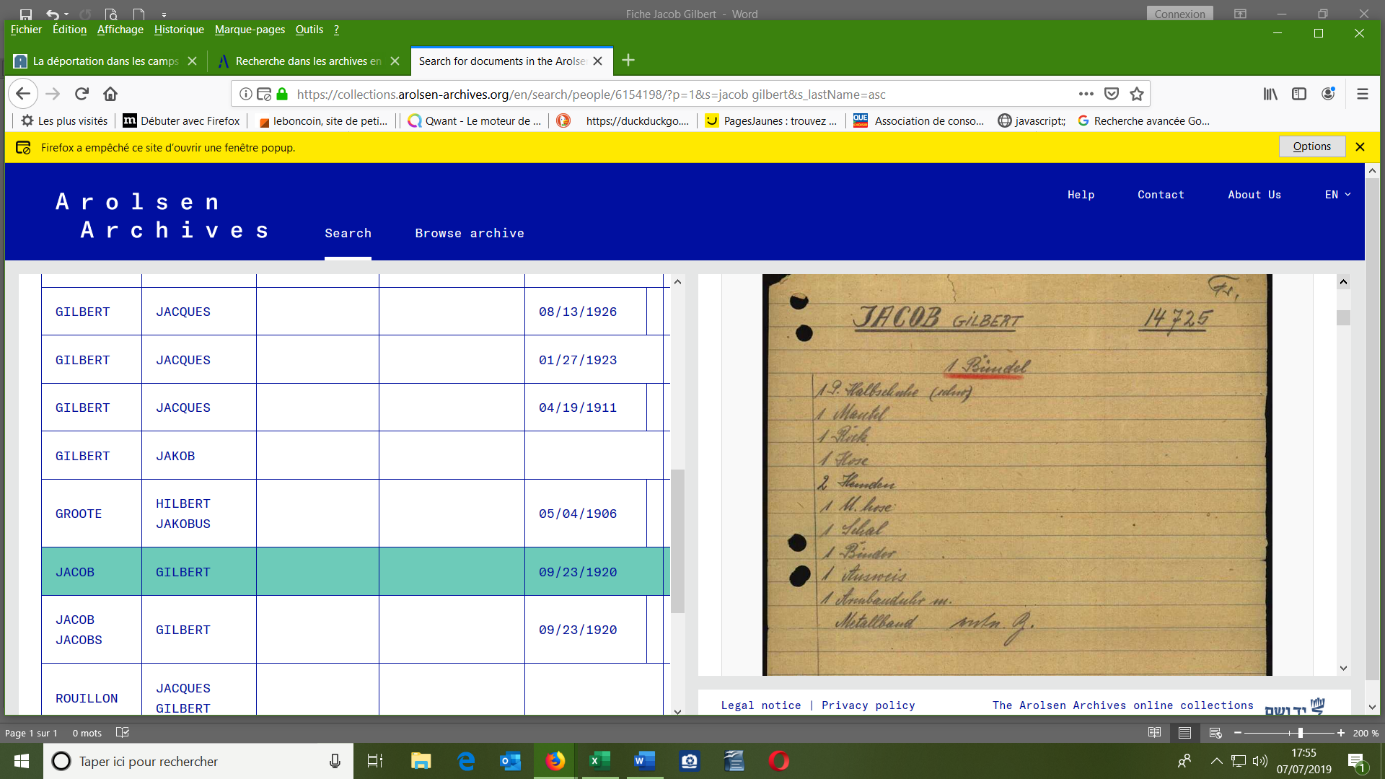 Fiche Jacob Gilbert - Word
Connexion
Fichier Édition Affichage Historique Marque-pages Outils ?
La déportation dans les camps
Recherche dans les archives en
Search for documents in the Arolsen
https://collections.arolsen-archives.org/en/search/people/6154198/?p=1&s=jacob gilbert&s_lastName=asc
Les plus visités
Débuter avec Firefox
leboncoin, site de peti...
Qwant - Le moteur de ...
https://duckduckgo....
PagesJaunes : trouvez ...
QUE
Association de conso...
javascript:;
Recherche avancée Go...
Firefox a empêché ce site d'ouvrir une fenêtre popup.
Options
Arolsen
Archives
Search
Browse archive
Help
Contact
About Us
EN
GILBERT JACQUES 08/13/1926
GILBERT JACQUES 01/27/1923
GILBERT JACQUES 04/19/1911
GILBERT JAKOB
GROOTE HILBERT JAKOBUS 05/04/1906
JACOB GILBERT 09/23/1920
JACOB JACOBS GILBERT 09/23/1920
ROUILLON JACQUES GILBERT
Fr.
JACOB GILBERT 14725
1 Bündel
1 P. Halbschuhe (schw)
1 Mantel
1 Rock
1 Hose
2 Hemden
1 U. hose
1 Schal
1 Binder
1 Ausweis
1 Armbanduhr m.
Metallband
Legal notice | Privacy policy
The Arolsen Archives online collections
Page 1 sur 1 0 mots
200 %
Taper ici pour rechercher
17:55
07/07/2019
1